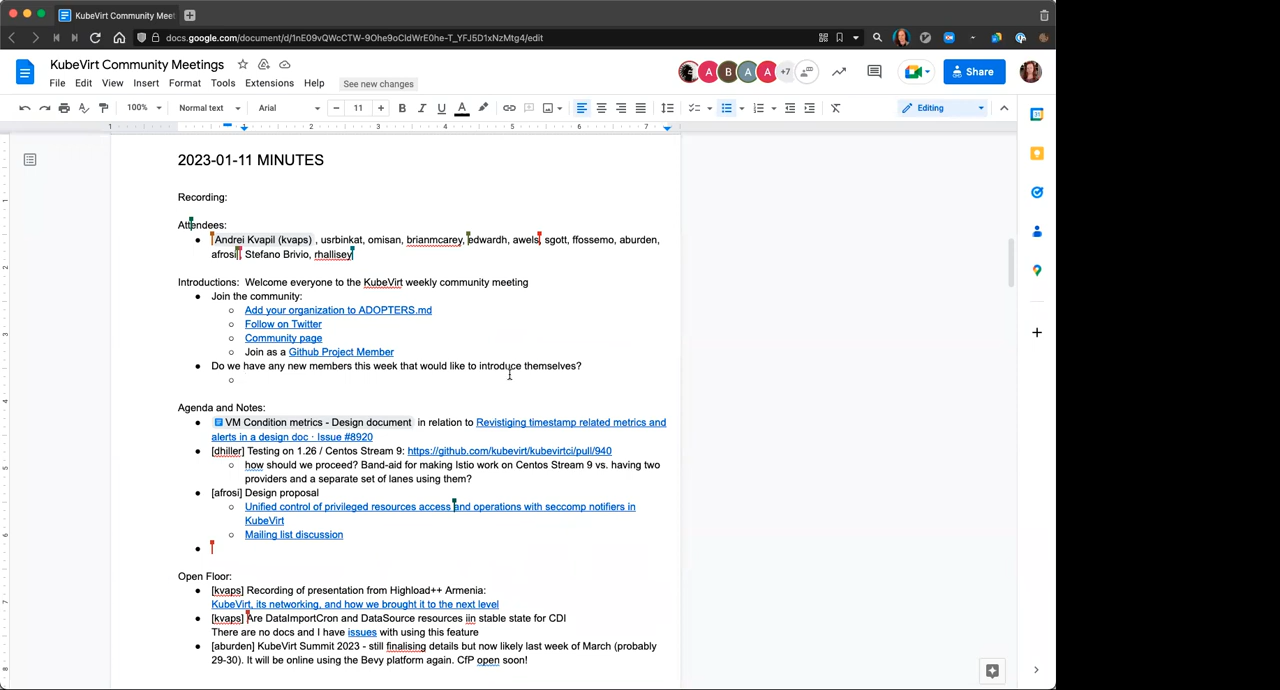 KubeVirt Community Meet
docs.google.com/document/d/1nE09vQWcCTW-9Ohe9oCldWrE0he-T_YFJ5D1xNzMtg4/edit
KubeVirt Community Meetings
File Edit View Insert Format Tools Extensions Help See new changes
A B A A +7
Share
100% Normal text Arial 11 B I U A Editing
1 1 2 3 4 5 6 7
2023-01-11 MINUTES
Recording:
Attendees:
Andrei Kvapil (kvaps) , usrbinkat, omisan, brianmcarey, edwardh, awels, sgott, ffossemo, aburden,
afrosi, Stefano Brivio, rhallisey
Introductions: Welcome everyone to the KubeVirt weekly community meeting
Join the community:
Add your organization to ADOPTERS.md
Follow on Twitter
Community page
Join as a Github Project Member
Do we have any new members this week that would like to introduce themselves?
Agenda and Notes:
VM Condition metrics - Design document in relation to Revistiging timestamp related metrics and
alerts in a design doc · Issue #8920
[dhiller] Testing on 1.26 / Centos Stream 9: https://github.com/kubevirt/kubevirtci/pull/940
how should we proceed? Band-aid for making Istio work on Centos Stream 9 vs. having two
providers and a separate set of lanes using them?
[afrosi] Design proposal
Unified control of privileged resources access and operations with seccomp notifiers in
KubeVirt
Mailing list discussion
Open Floor:
[kvaps] Recording of presentation from Highload++ Armenia:
KubeVirt, its networking, and how we brought it to the next level
[kvaps] Are DataImportCron and DataSource resources iin stable state for CDI
There are no docs and I have issues with using this feature
[aburden] KubeVirt Summit 2023 - still finalising details but now likely last week of March (probably
29-30). It will be online using the Bevy platform again. CfP open soon!